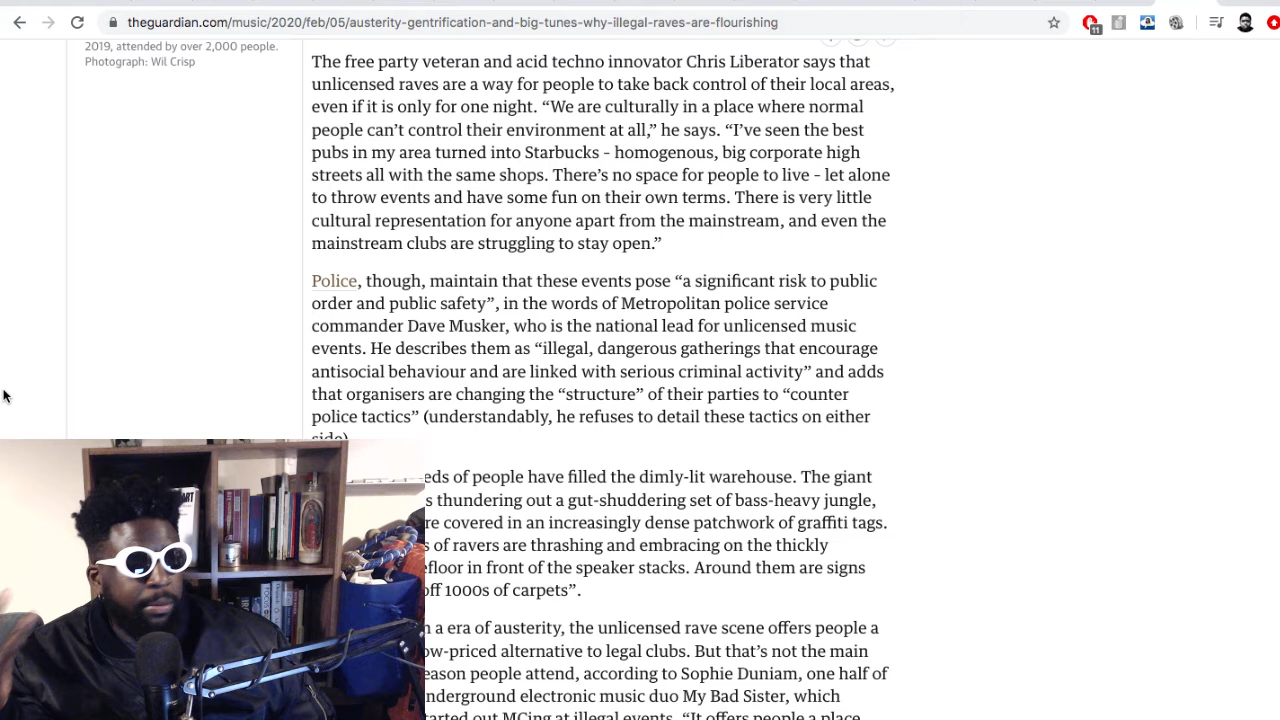 theguardian.com/music/2020/feb/05/austerity-gentrification-and-big-tunes-why-illegal-raves-are-flourishing
11
2019, attended by over 2,000 people.
Photograph: Wil Crisp
The free party veteran and acid techno innovator Chris Liberator says that
unlicensed raves are a way for people to take back control of their local areas,
even if it is only for one night. “We are culturally in a place where normal
people can’t control their environment at all,” he says. “I’ve seen the best
pubs in my area turned into Starbucks – homogenous, big corporate high
streets all with the same shops. There’s no space for people to live – let alone
to throw events and have some fun on their own terms. There is very little
cultural representation for anyone apart from the mainstream, and even the
mainstream clubs are struggling to stay open.”
Police, though, maintain that these events pose “a significant risk to public
order and public safety”, in the words of Metropolitan police service
commander Dave Musker, who is the national lead for unlicensed music
events. He describes them as “illegal, dangerous gatherings that encourage
antisocial behaviour and are linked with serious criminal activity” and adds
that organisers are changing the “structure” of their parties to “counter
police tactics” (understandably, he refuses to detail these tactics on either
side).
eds of people have filled the dimly-lit warehouse. The giant
s thundering out a gut-shuddering set of bass-heavy jungle,
re covered in an increasingly dense patchwork of graffiti tags.
s of ravers are thrashing and embracing on the thickly
efloor in front of the speaker stacks. Around them are signs
off 1000s of carpets”.
n a era of austerity, the unlicensed rave scene offers people a
ow-priced alternative to legal clubs. But that’s not the main
eason people attend, according to Sophie Duniam, one half of
nderground electronic music duo My Bad Sister, which
tarted out MCing at illegal events. “It offers people a place